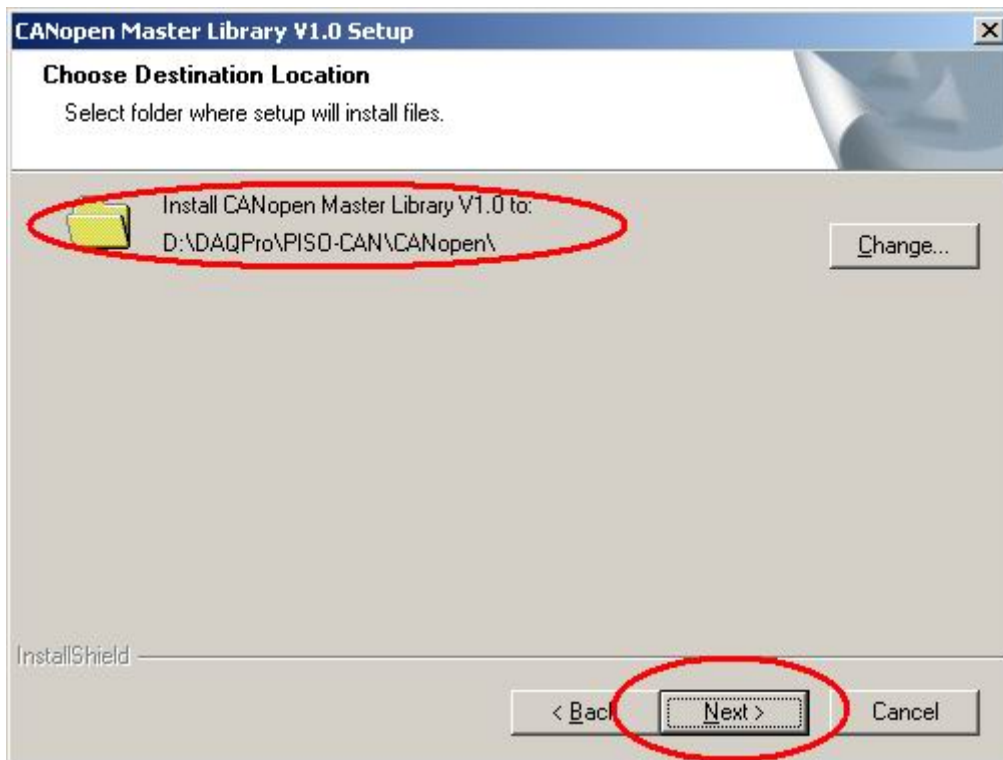 CANopen Master Library V1.0 Setup
Choose Destination Location
Select folder where setup will install files.
Install CANopen Master Library V1.0 to:
D:\DAQPro\PISO-CAN\CANopen\
Change...
InstallShield
< Back
Next >
Cancel